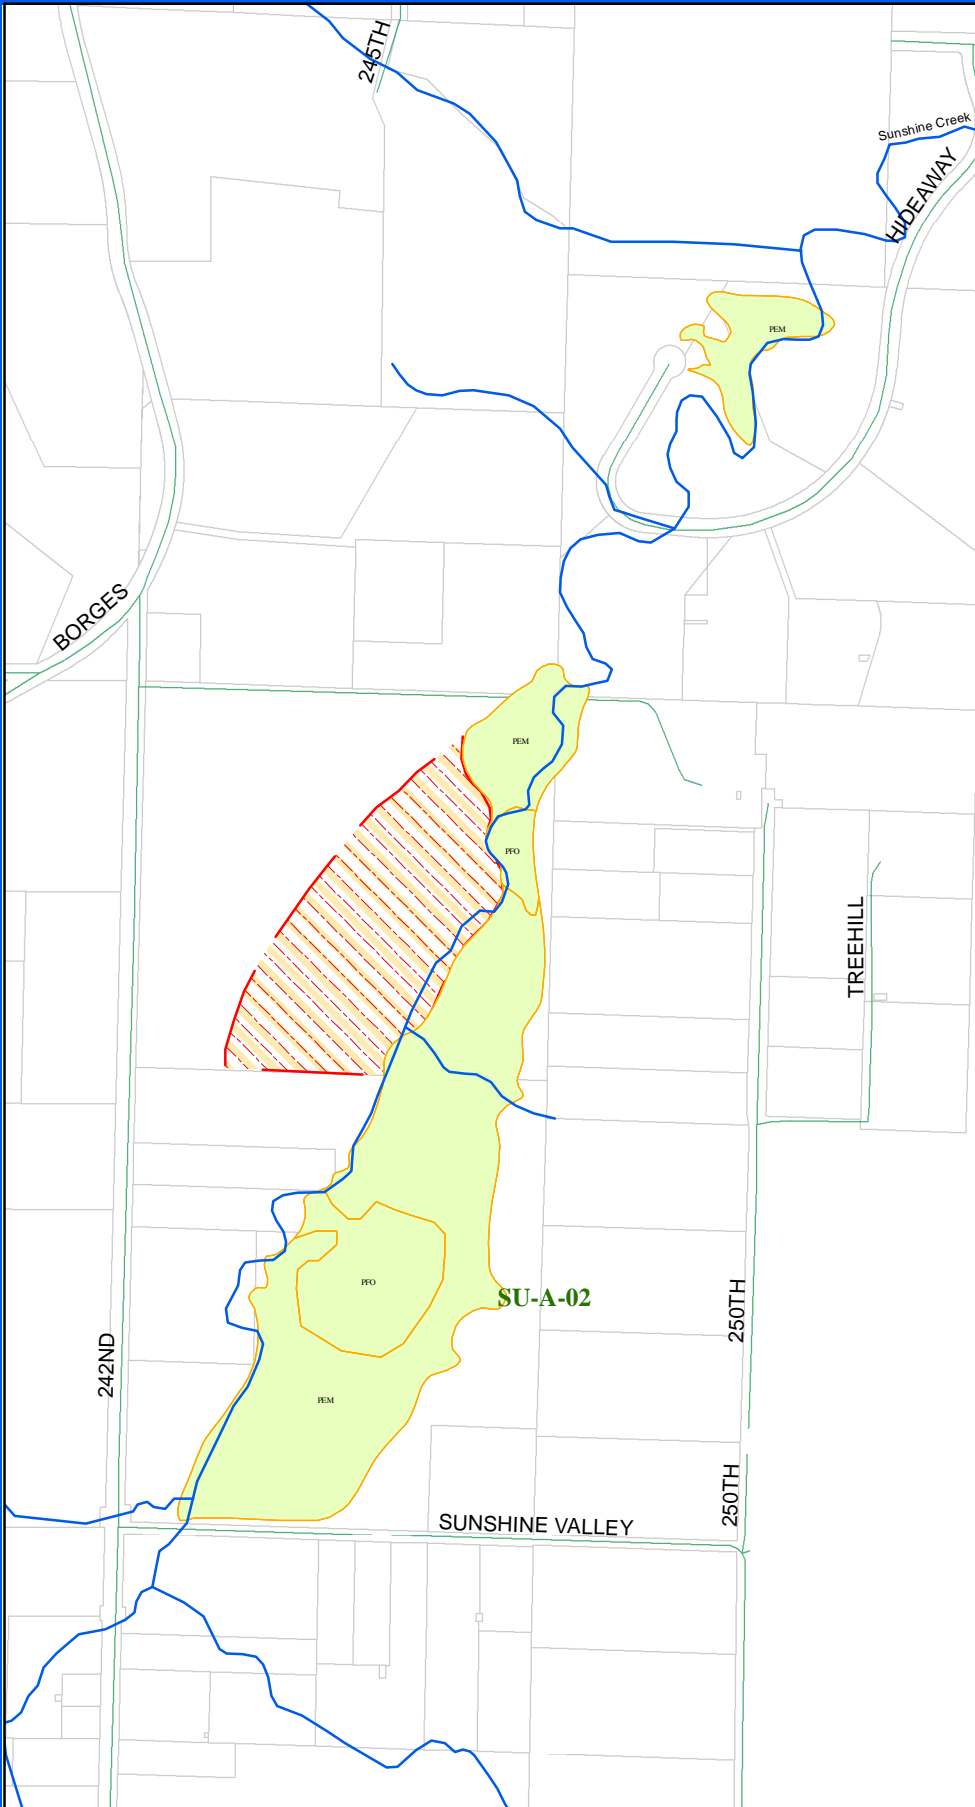 245TH
Sunshine Creek
HIDEAWAY
PEM
BORGES
PEM
PFO
TREEHILL
PFO
SU-A-02
250TH
242ND
PEM
250TH
SUNSHINE VALLEY